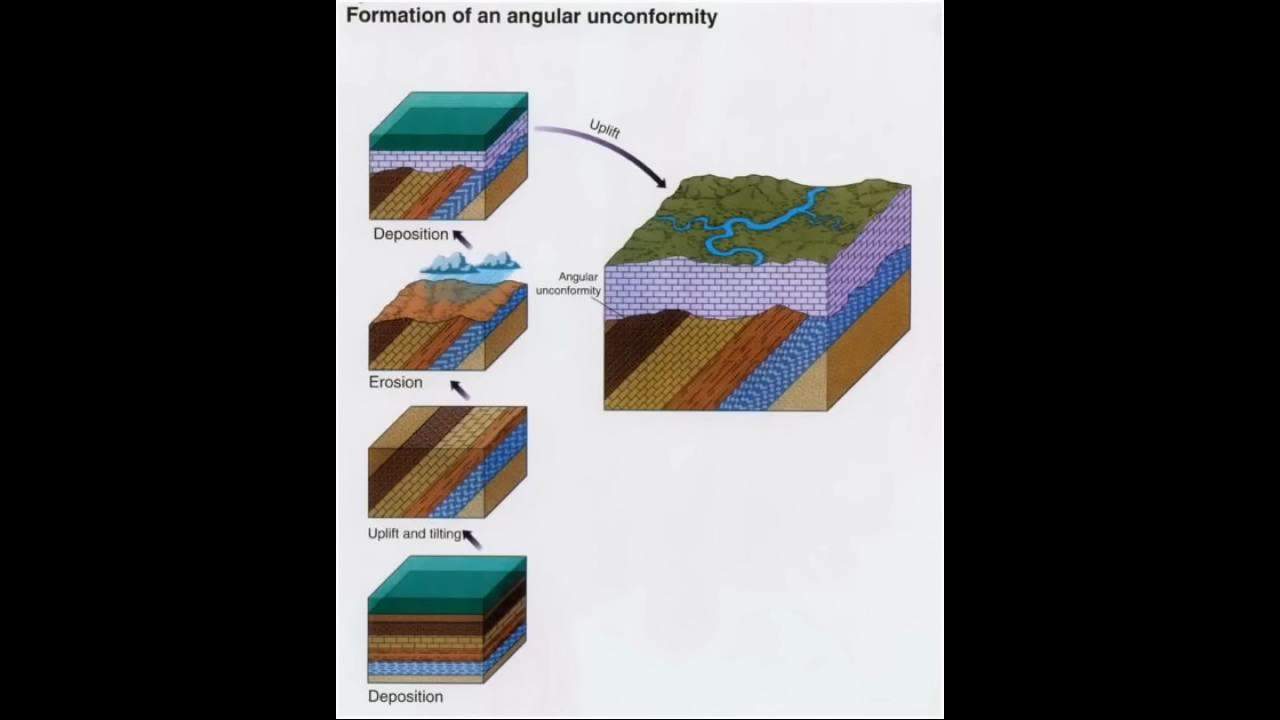 Formation of an angular unconformity
Uplift
Deposition
Angular
unconformity
Erosion
Uplift and tilting
Deposition